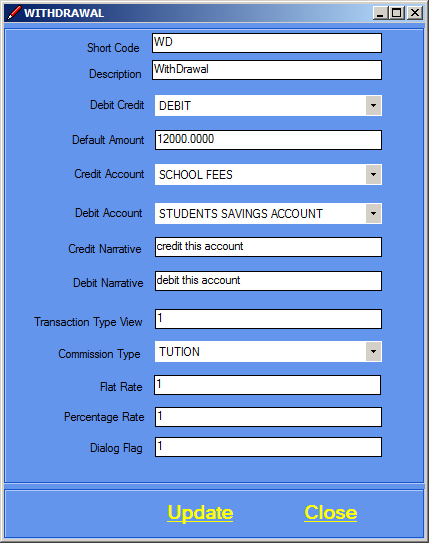 WITHDRAWAL
Short Code WD
Description WithDrawal
Debit Credit DEBIT
Default Amount 12000.0000
Credit Account SCHOOL FEES
Debit Account STUDENTS SAVINGS ACCOUNT
Credit Narrative credit this account
Debit Narrative debit this account
Transaction Type View 1
Commission Type TUTION
Flat Rate 1
Percentage Rate 1
Dialog Flag 1
Update Close